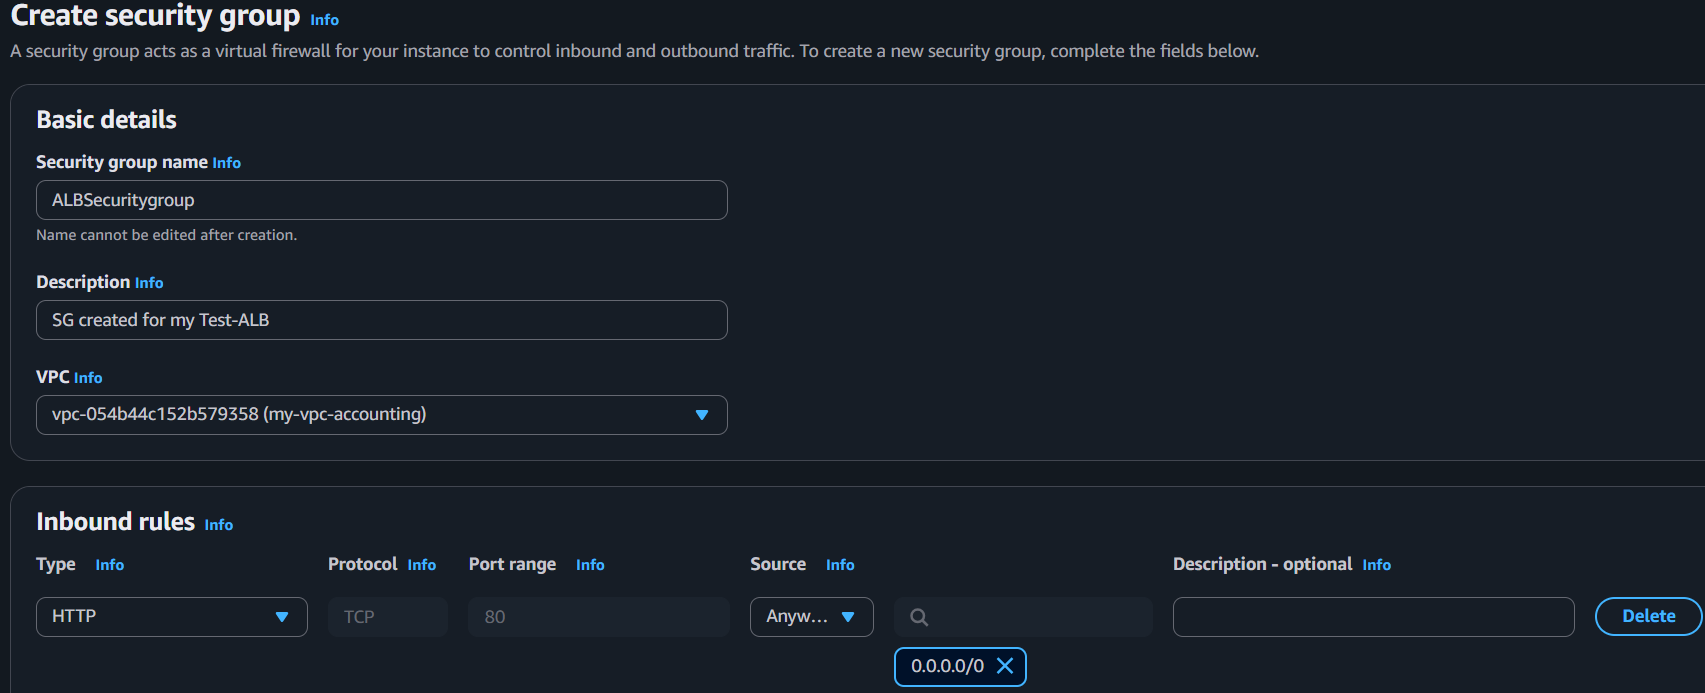 Create security group Info
A security group acts as a virtual firewall for your instance to control inbound and outbound traffic. To create a new security group, complete the fields below.
Basic details
Security group name Info
ALBSecuritygroup
Name cannot be edited after creation.
Description Info
SG created for my Test-ALB
VPC Info
vpc-054b44c152b579358 (my-vpc-accounting)
Inbound rules Info
Type Info Protocol Info Port range Info Source Info Description - optional Info
HTTP TCP 80 Anyw... Delete
0.0.0.0/0